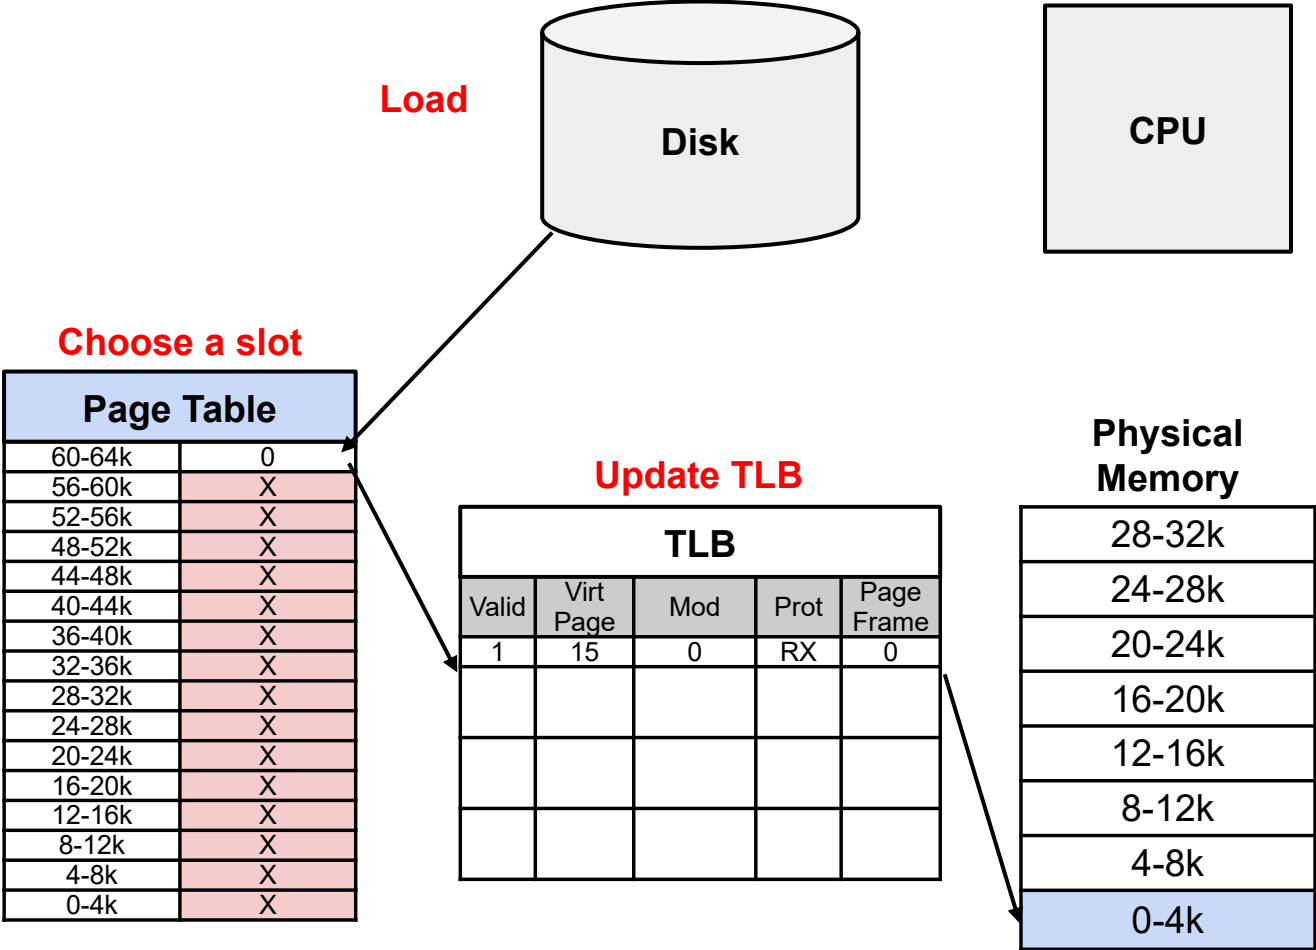 Load
Disk
CPU
Choose a slot
Page Table
60-64k 0
56-60k X
52-56k X
48-52k X
44-48k X
40-44k X
36-40k X
32-36k X
28-32k X
24-28k X
20-24k X
16-20k X
12-16k X
8-12k X
4-8k X
0-4k X
Update TLB
TLB
Valid Virt Page Mod Prot Page Frame
1 15 0 RX 0
Physical
Memory
28-32k
24-28k
20-24k
16-20k
12-16k
8-12k
4-8k
0-4k